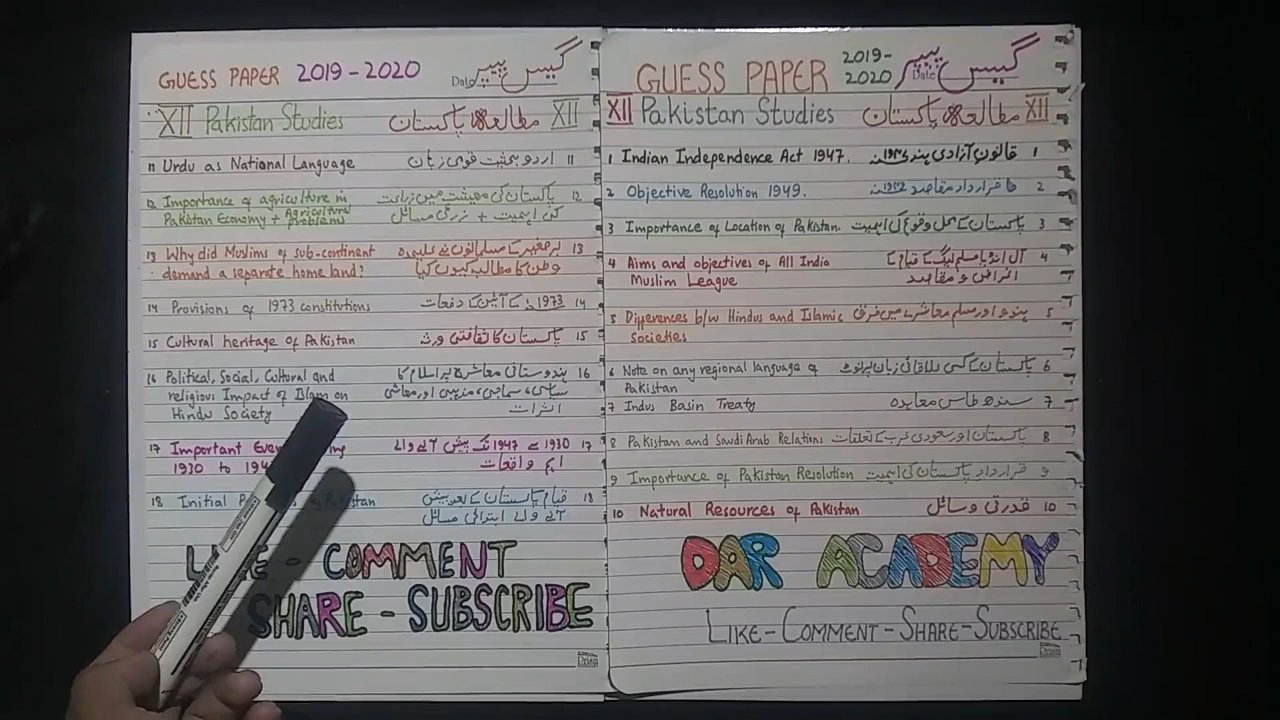 GUESS PAPER 2019-2020 گیس پیپر
Date
XII Pakistan Studies مطالعہ پاکستان XII
11 Urdu as National Language اردو بحیثیت قومی زبان 11
12 Importance of agriculture in پاکستان کی معیشت میں زراعت 12
Pakistan Economy + Agricultural problems کی اہمیت + زرعی مسائل
13 Why did Muslims of sub-continent برصغیر کے مسلمانوں نے علیحدہ 13
demand a separate home land? وطن کا مطالبہ کیوں کیا
14 Provisions of 1973 constitutions 1973 کے آئین کے دفعات 14
15 Cultural heritage of Pakistan پاکستان کا ثقافتی ورثہ 15
16 Political, Social, Cultural and ہندوستانی معاشرہ پر اسلام کا 16
religious Impact of Islam on سیاسی، سماجی، مذہبی اور معاشی
Hindu Society اثرات
17 Important 1930 سے 1947 تک پیش آنے والے 17
1930 to اہم واقعات
18 Initial قیام پاکستان کے بعد پیش 18
آنے والے ابتدائی مسائل
COMMENT
SHARE - SUBSCRIBE
GUESS PAPER 2019-2020 گیس پیپر
Date
XII Pakistan Studies مطالعہ پاکستان XII
1 Indian Independence Act 1947. قانون آزادی ہند 1947 1
2 Objective Resolution 1949. قرارداد مقاصد 2
3 Importance of Location of Pakistan. پاکستان کے محل وقوع کی اہمیت 3
4 Aims and objectives of All India آل انڈیا مسلم لیگ کے قیام کا 4
Muslim League اغراض و مقاصد
5 Differences b/w Hindus and Islamic ہندو اور مسلم معاشرے میں فرق 5
Societies
6 Note on any regional language of پاکستان کے کسی علاقائی زبان پر نوٹ 6
Pakistan
7 Indus Basin Treaty سندھ طاس معاہدہ 7
8 Pakistan and Saudi Arab Relations پاکستان اور سعودی عرب کے تعلقات 8
9 Importance of Pakistan Resolution قرارداد پاکستان کی اہمیت 9
10 Natural Resources of Pakistan قدرتی وسائل 10
DAR ACADEMY
LIKE-COMMENT-SHARE-SUBSCRIBE